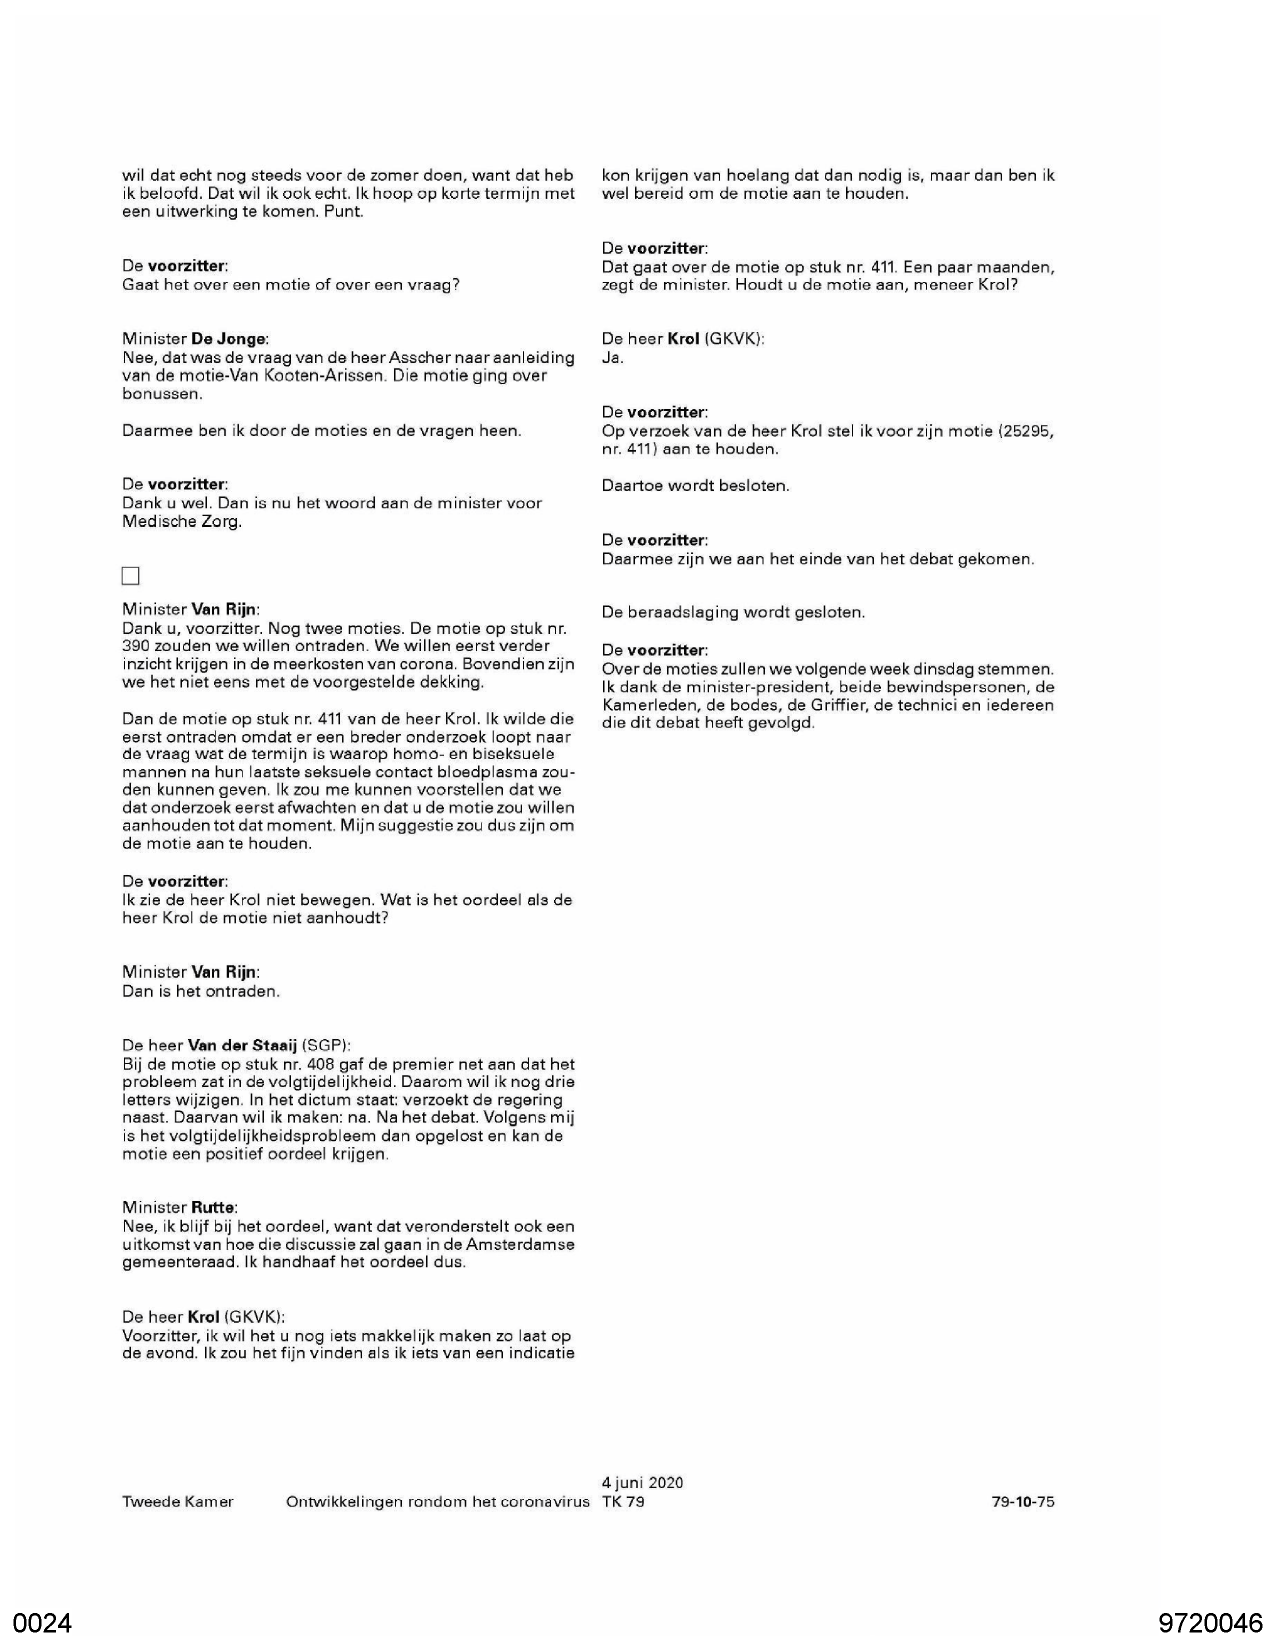 wil dat echt nog steeds voor de zomer doen, want dat heb
ik beloofd. Dat wil ik ook echt. Ik hoop op korte termijn met
een uitwerking te komen. Punt.
De voorzitter:
Gaat het over een motie of over een vraag?
Minister De Jonge:
Nee, dat was de vraag van de heer Asscher naar aanleiding
van de motie-Van Kooten-Arissen. Die motie ging over
bonussen.
Daarmee ben ik door de moties en de vragen heen.
De voorzitter:
Dank u wel. Dan is nu het woord aan de minister voor
Medische Zorg.
Minister Van Rijn:
Dank u, voorzitter. Nog twee moties. De motie op stuk nr.
390 zouden we willen ontraden. We willen eerst verder
inzicht krijgen in de meerkosten van corona. Bovendien zijn
we het niet eens met de voorgestelde dekking.
Dan de motie op stuk nr. 411 van de heer Krol. Ik wilde die
eerst ontraden omdat er een breder onderzoek loopt naar
de vraag wat de termijn is waarop homo- en biseksuele
mannen na hun laatste seksuele contact bloedplasma zou-
den kunnen geven. Ik zou me kunnen voorstellen dat we
dat onderzoek eerst afwachten en dat u de motie zou willen
aanhouden tot dat moment. Mijn suggestie zou dus zijn om
de motie aan te houden.
De voorzitter:
Ik zie de heer Krol niet bewegen. Wat is het oordeel als de
heer Krol de motie niet aanhoudt?
Minister Van Rijn:
Dan is het ontraden.
De heer Van der Staaij (SGP):
Bij de motie op stuk nr. 408 gaf de premier net aan dat het
probleem zat in de volgtijdelijkheid. Daarom wil ik nog drie
letters wijzigen. In het dictum staat: verzoekt de regering
naast. Daarvan wil ik maken: na. Na het debat. Volgens mij
is het volgtijdelijkheidsprobleem dan opgelost en kan de
motie een positief oordeel krijgen.
Minister Rutte:
Nee, ik blijf bij het oordeel, want dat veronderstelt ook een
uitkomst van hoe die discussie zal gaan in de Amsterdamse
gemeenteraad. Ik handhaaf het oordeel dus.
De heer Krol (GKVK):
Voorzitter, ik wil het u nog iets makkelijk maken zo laat op
de avond. Ik zou het fijn vinden als ik iets van een indicatie
kon krijgen van hoelang dat dan nodig is, maar dan ben ik
wel bereid om de motie aan te houden.
De voorzitter:
Dat gaat over de motie op stuk nr. 411. Een paar maanden,
zegt de minister. Houdt u de motie aan, meneer Krol?
De heer Krol (GKVK):
Ja.
De voorzitter:
Op verzoek van de heer Krol stel ik voor zijn motie (25295,
nr. 411) aan te houden.
Daartoe wordt besloten.
De voorzitter:
Daarmee zijn we aan het einde van het debat gekomen.
De beraadslaging wordt gesloten.
De voorzitter:
Over de moties zullen we volgende week dinsdag stemmen.
Ik dank de minister-president, beide bewindspersonen, de
Kamerleden, de bodes, de Griffier, de technici en iedereen
die dit debat heeft gevolgd.
4 juni 2020
Tweede Kamer Ontwikkelingen rondom het coronavirus TK 79 79-10-75
0024 9720046